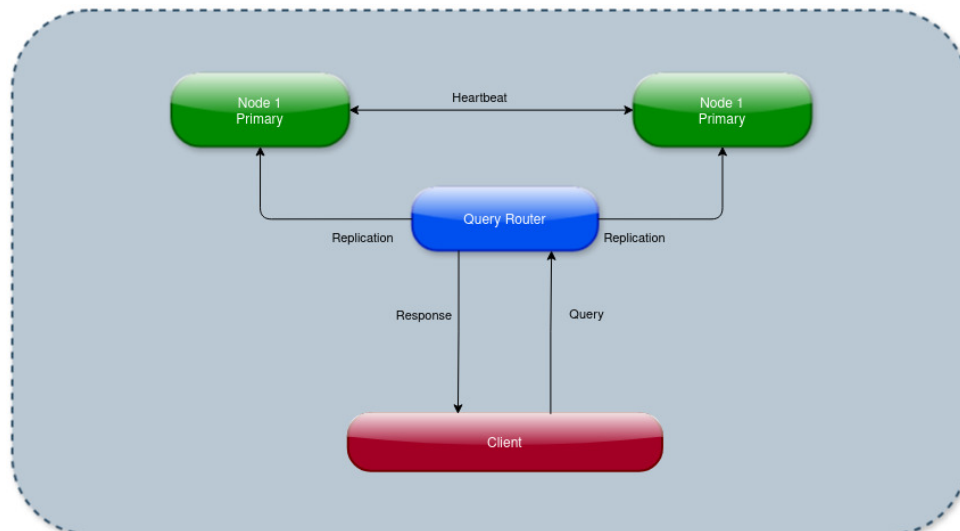 Node 1
Primary
Heartbeat
Node 1
Primary
Query Router
Replication
Replication
Response
Query
Client